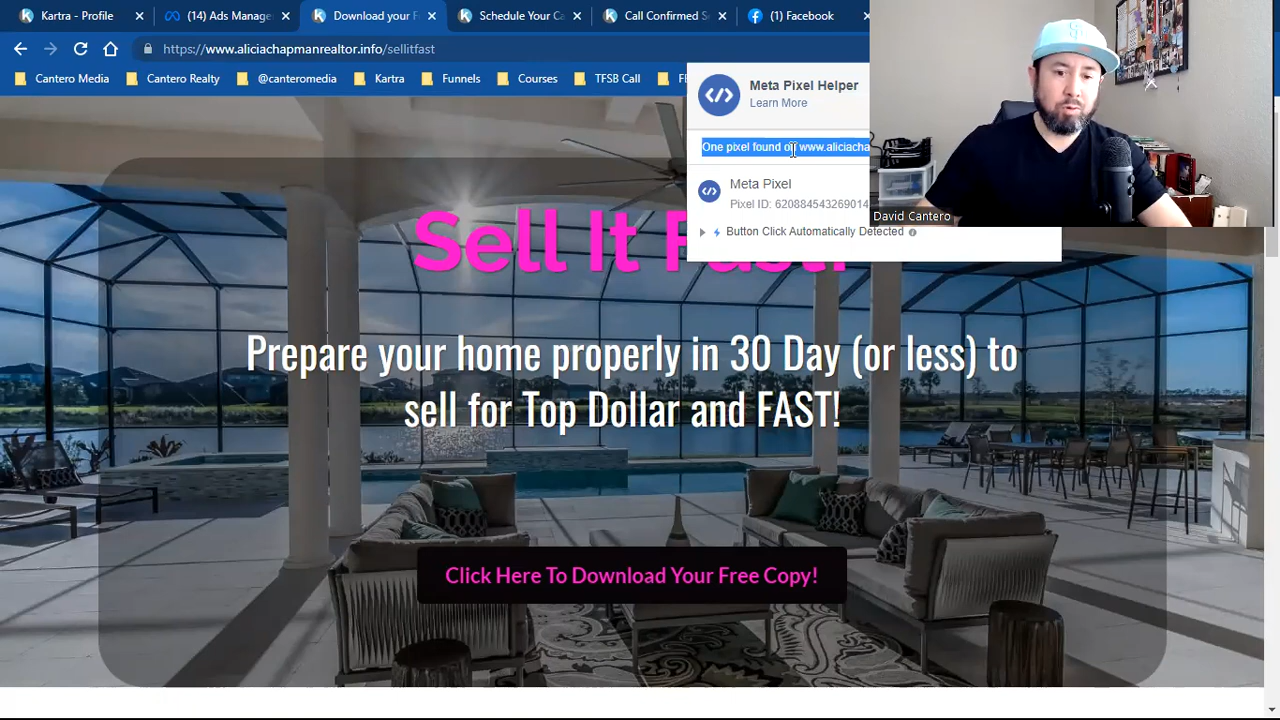 Kartra - Profile
(14) Ads Manage
Download your F
Schedule Your Ca
Call Confirmed S
(1) Facebook
https://www.aliciachapmanrealtor.info/sellitfast
Cantero Media
Cantero Realty
@canteromedia
Kartra
Funnels
Courses
TFSB Call
Meta Pixel Helper
Learn More
One pixel found on www.aliciacha
Meta Pixel
Pixel ID: 620884543269014
Button Click Automatically Detected
David Cantero
Sell It Fast!
Prepare your home properly in 30 Day (or less) to
sell for Top Dollar and FAST!
Click Here To Download Your Free Copy!